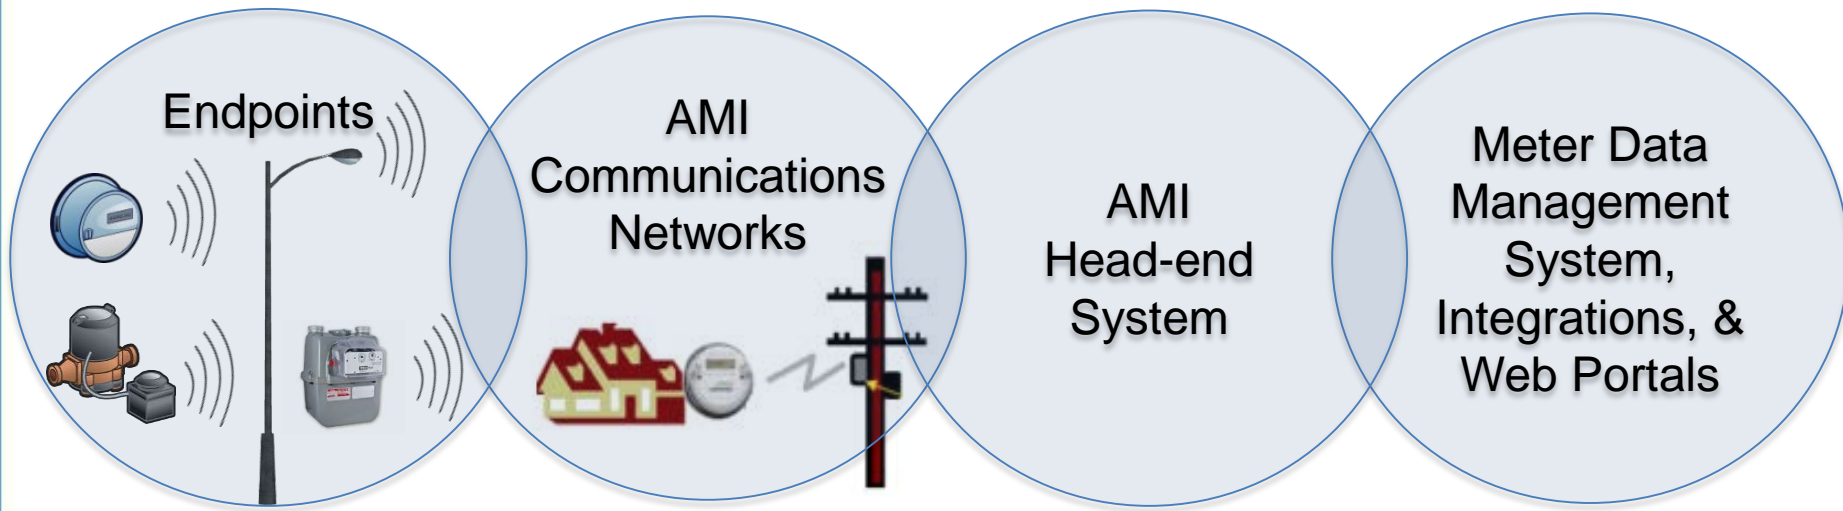 Endpoints
AMI
Communications
Networks
AMI
Head-end
System
Meter Data
Management
System,
Integrations, &
Web Portals